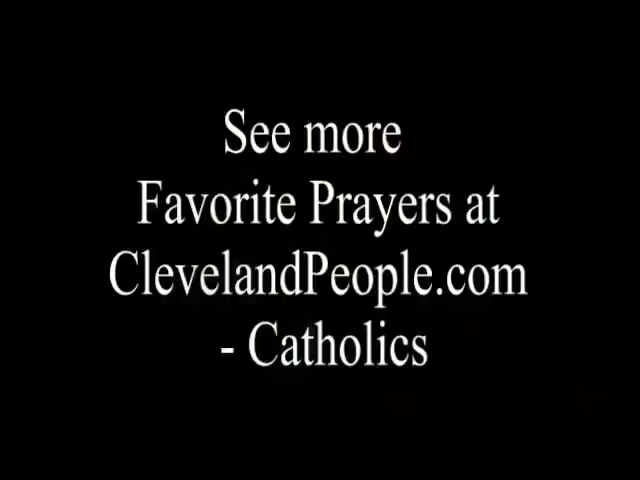 See more
Favorite Prayers at
ClevelandPeople.com
- Catholics